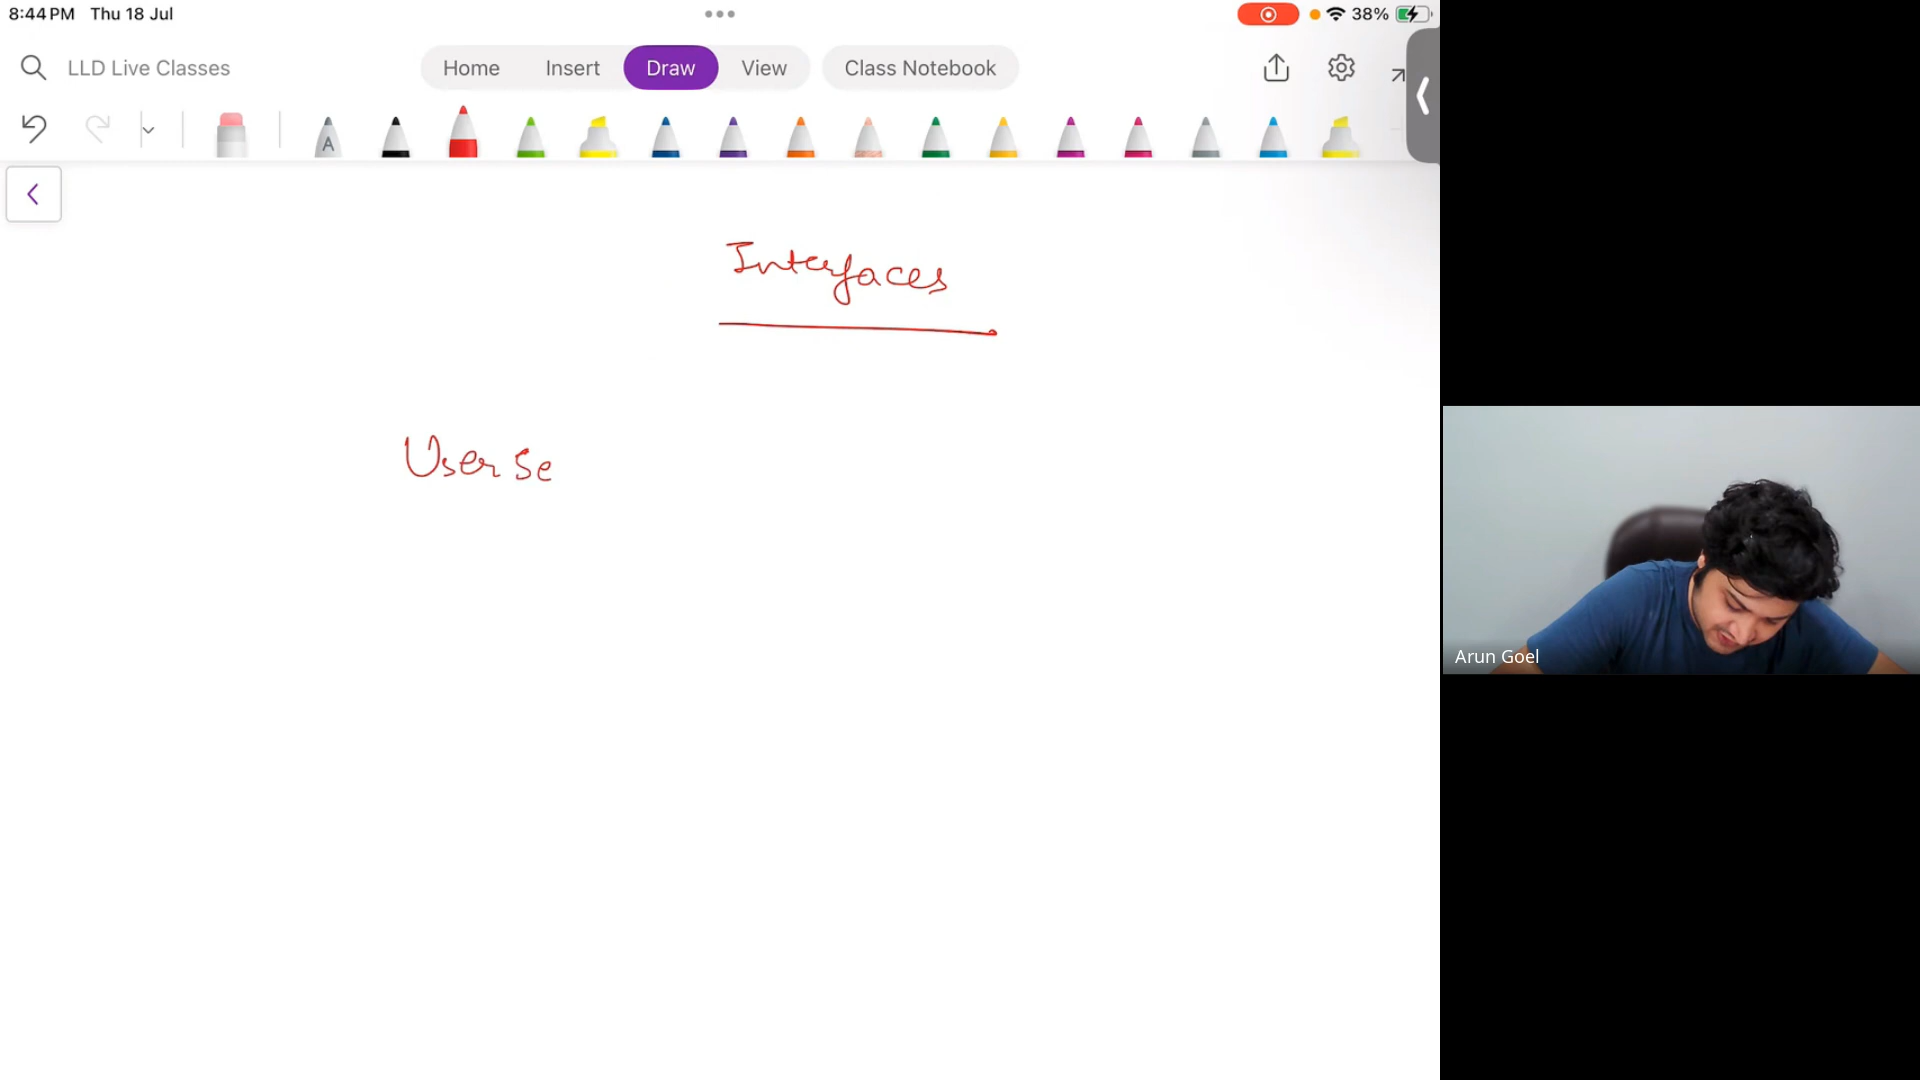 8:44 PM Thu 18 Jul
38%
LLD Live Classes
Home Insert Draw View Class Notebook
A
Interfaces
User Se
Arun Goel